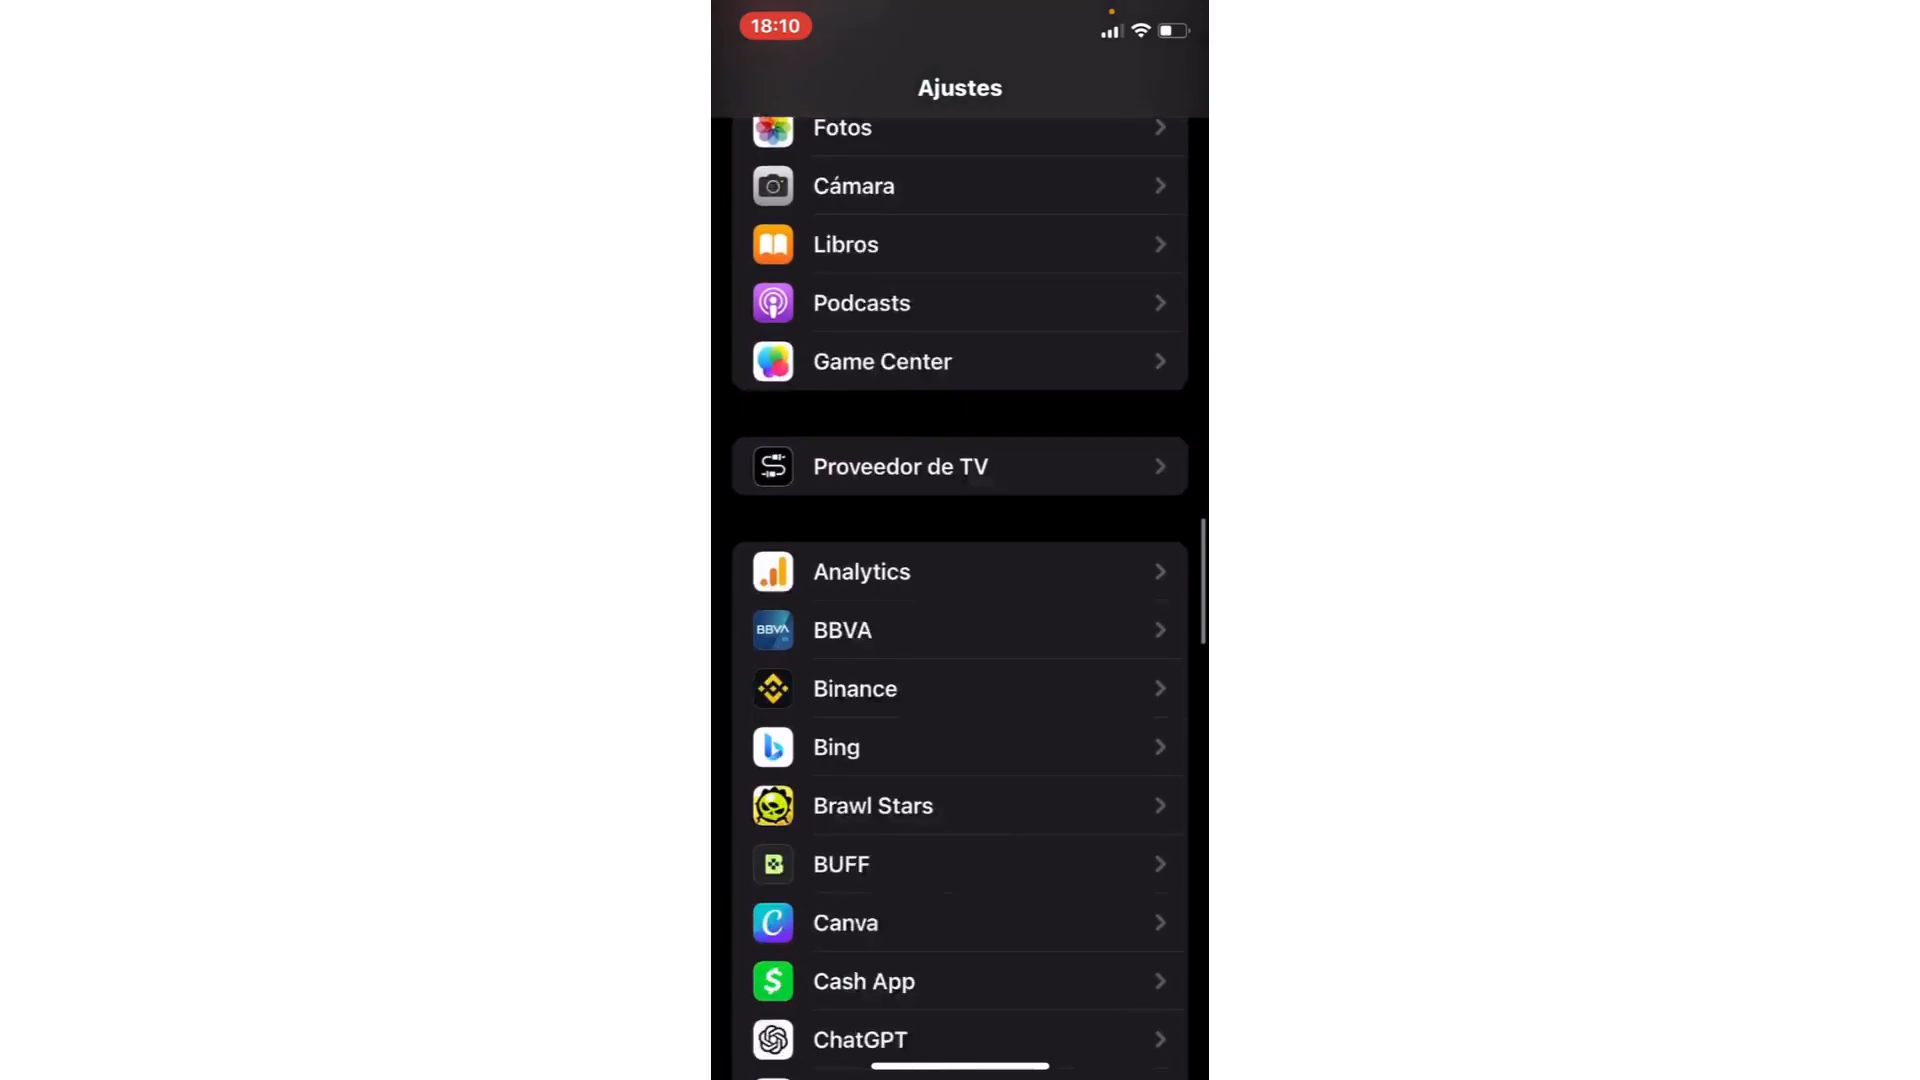 18:10
Ajustes
Fotos
Cámara
Libros
Podcasts
Game Center
Proveedor de TV
Analytics
BBVA
BBVA
Binance
Bing
Brawl Stars
BUFF
Canva
Cash App
ChatGPT